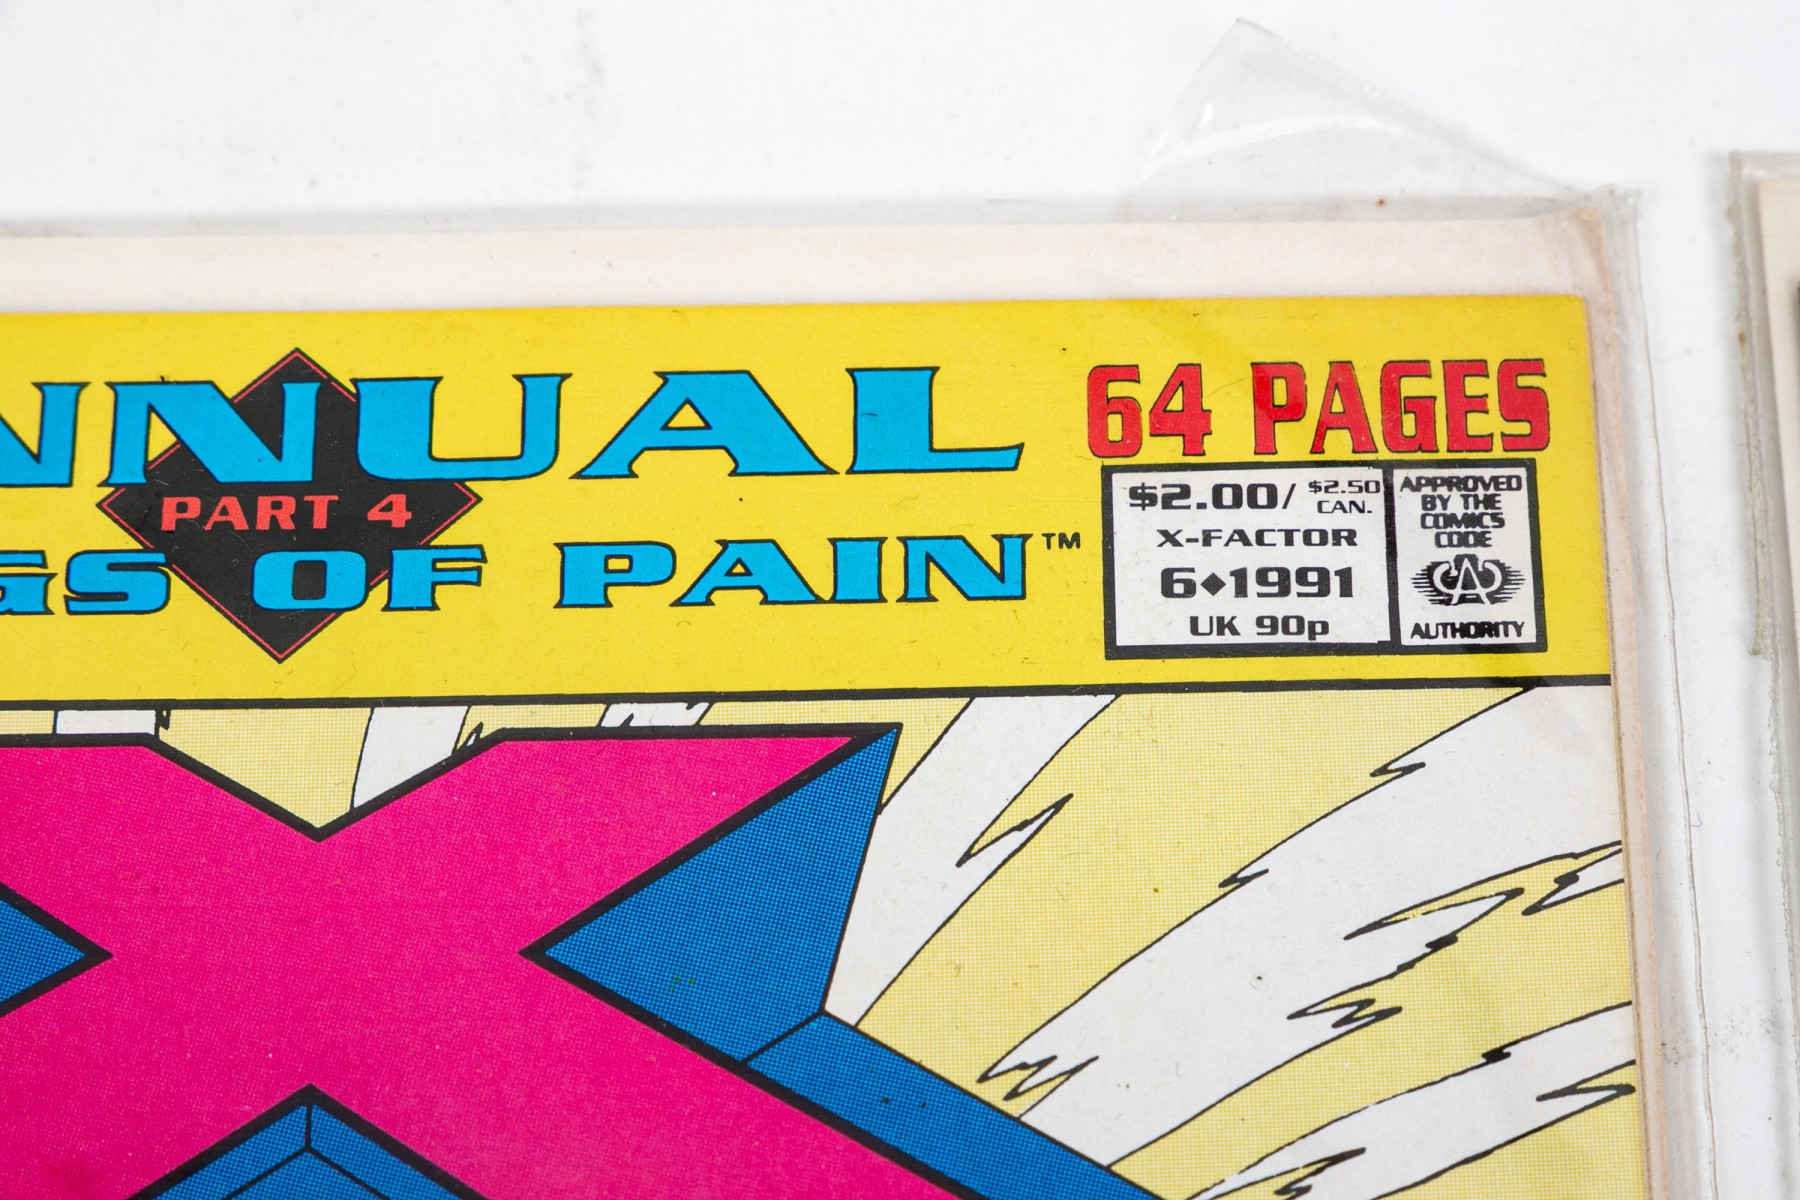 NNUAL
PART 4
GS OF PAIN™
64 PAGES
$2.00/ $2.50 CAN.
X-FACTOR
6◆1991
UK 90p
APPROVED
BY THE
COMICS
CODE
CA
AUTHORITY